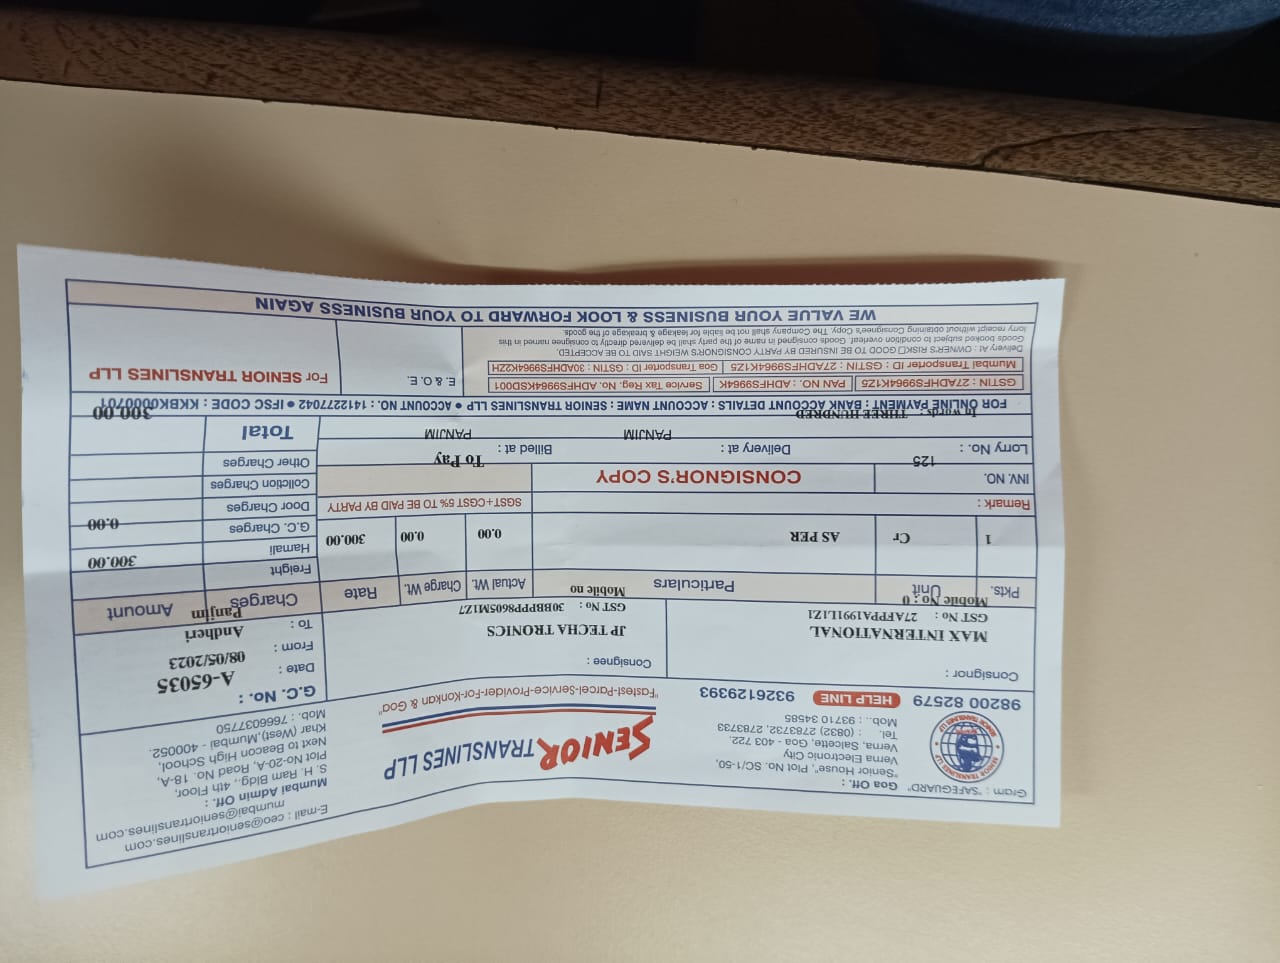 Gram : "SAFEGUARD"
SENIOR TRANSLINES LLP
98200 82579 HELP LINE 9326129393
Goa Off. :
"Senior House", Plot No. SC/1-50,
Verna Electronic City
Verna, Salcette, Goa - 403 722.
Tel. : (0832) 2783732, 2783733
Mob.. : 93710 34585
SENIOR TRANSLINES LLP
"Fastest-Parcel-Service-Provider-For-Konkan & Goa"
E-mail : ceo@seniortranslines.com
mumbai@seniortranslines.com
Mumbai Admin Off. :
S. H. Ram Bldg., 4th Floor,
Plot No-20-A, Road No. 18-A,
Next to Beacon High School,
Khar (West),Mumbai - 400052.
Mob. : 7666037750
Consignor :
MAX INTERNATIONAL
GST No : 27AFPPA1991L1Z1
Mobile No : 0
Consignee :
JP TECHA TRONICS
GST No : 30BBPPP8605M1Z7
Mobile no
G.C. No. : A-65035
Date : 08/05/2023
From : Andheri
To : Panjim
Pkts. Unit Particulars Actual Wt. Charge Wt. Rate Charges Amount
1 Cr AS PER 0.00 0.00 300.00
Freight 300.00
Hamali
G.C. Charges 0.00
Door Charges
Collction Charges
Other Charges
Total 300.00
Remark : SGST+CGST 5% TO BE PAID BY PARTY
INV. NO. 125 CONSIGNOR'S COPY To Pay
Lorry No. : Delivery at : PANJIM Billed at : PANJIM
In words : THREE HUNDRED
FOR ONLINE PAYMENT : BANK ACCOUNT DETAILS : ACCOUNT NAME : SENIOR TRANSLINES LLP ● ACCOUNT NO. : 1412277042 ● IFSC CODE : KKBK0000701
GSTIN : 27ADHFS9964K1Z5 PAN NO. : ADHFS9964K Service Tax Reg. No. ADHFS9964KSD001
Mumbai Transporter ID : GSTIN : 27ADHFS9964K1Z5 Goa Transporter ID : GSTIN : 30ADHFS9964K2ZH
Delivery At : OWNER'S RISK□ GOOD TO BE INSURED BY PARTY CONSIGNOR'S WEIGHT SAID TO BE ACCEPTED.
Goods booked subject to condition overleaf. Goods consigned in name of the party shall be delivered directly to consignee named in this
lorry receipt without obtaining Consignee's Copy. The Company shall not be liable for leakage & breakage of the goods.
E. & O. E.
For SENIOR TRANSLINES LLP
WE VALUE YOUR BUSINESS & LOOK FORWARD TO YOUR BUSINESS AGAIN